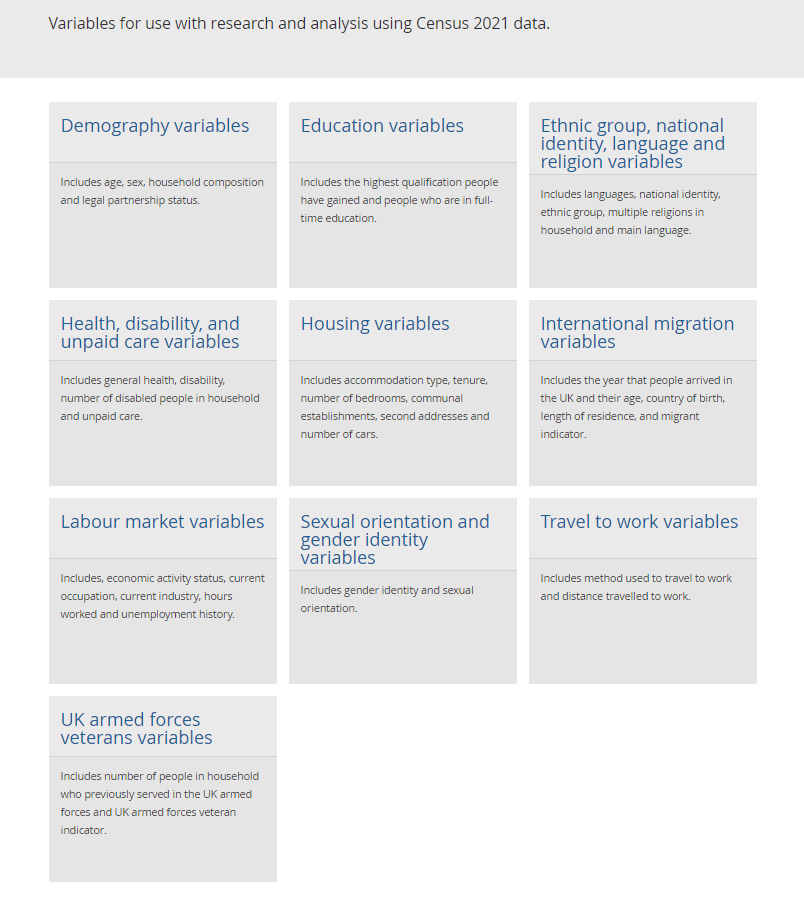 Variables for use with research and analysis using Census 2021 data.
Demography variables
Includes age, sex, household composition
and legal partnership status.
Education variables
Includes the highest qualification people
have gained and people who are in full-
time education.
Ethnic group, national
identity, language and
religion variables
Includes languages, national identity,
ethnic group, multiple religions in
household and main language.
Health, disability, and
unpaid care variables
Includes general health, disability,
number of disabled people in household
and unpaid care.
Housing variables
Includes accommodation type, tenure,
number of bedrooms, communal
establishments, second addresses and
number of cars.
International migration
variables
Includes the year that people arrived in
the UK and their age, country of birth,
length of residence, and migrant
indicator.
Labour market variables
Includes, economic activity status, current
occupation, current industry, hours
worked and unemployment history.
Sexual orientation and
gender identity
variables
Includes gender identity and sexual
orientation.
Travel to work variables
Includes method used to travel to work
and distance travelled to work.
UK armed forces
veterans variables
Includes number of people in household
who previously served in the UK armed
forces and UK armed forces veteran
indicator.